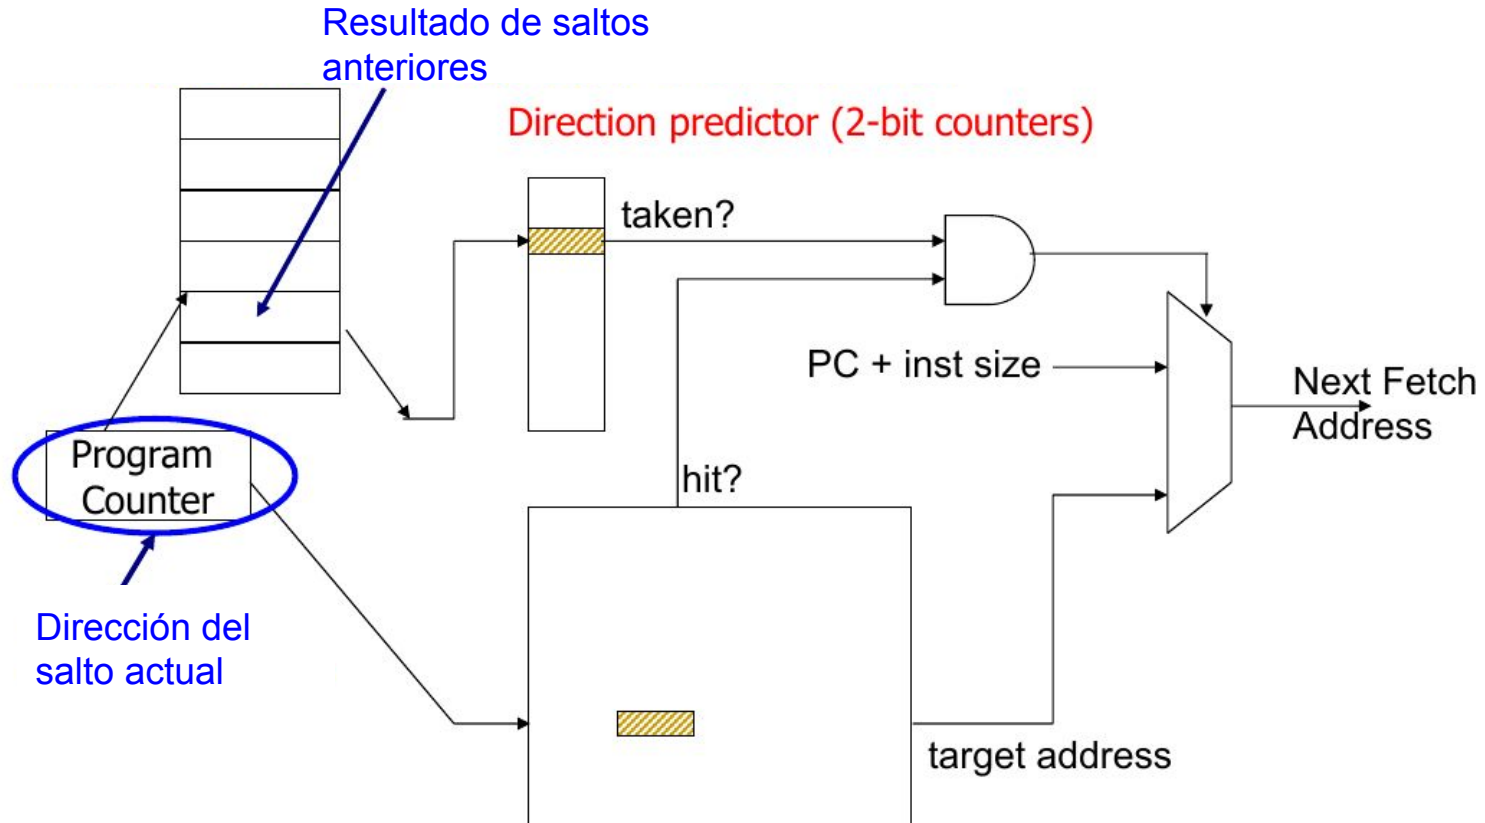 Resultado de saltos
anteriores
Direction predictor (2-bit counters)
taken?
PC + inst size
Next Fetch
Address
Program
Counter
hit?
Dirección del
salto actual
target address